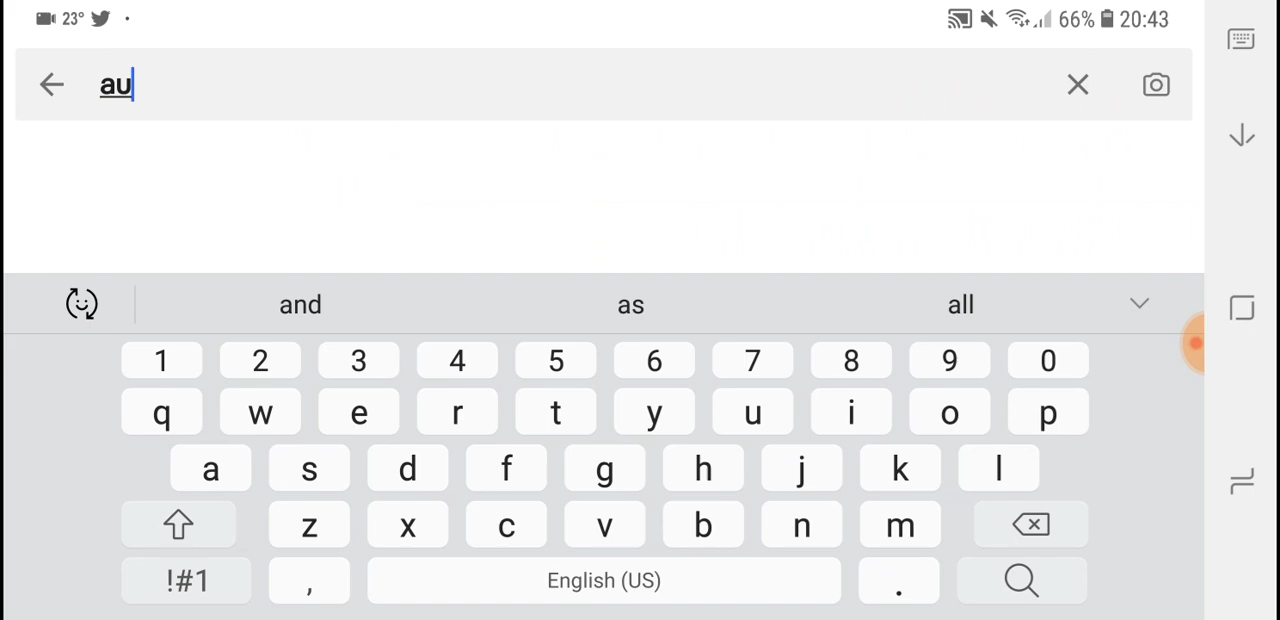 23° 66% 20:43
au
and as all
1 2 3 4 5 6 7 8 9 0
q w e r t y u i o p
a s d f g h j k l
z x c v b n m
!#1 , English (US) .